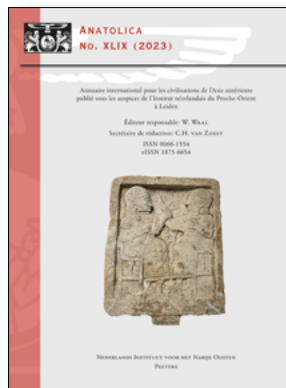 ANATOLICA
NO. XLIX (2023)
Annuaire international pour les civilisations de l'Asie antérieure
publié sous les auspices de l'Institut néerlandais du Proche-Orient
à Leiden
Éditeur responsable: W. WAAL
Secrétaire de rédaction: C.H. VAN ZOEST
ISSN 0066-1554
eISSN 1875-6654
NEDERLANDS INSTITUUT VOOR HET NABIJE OOSTEN
PEETERS